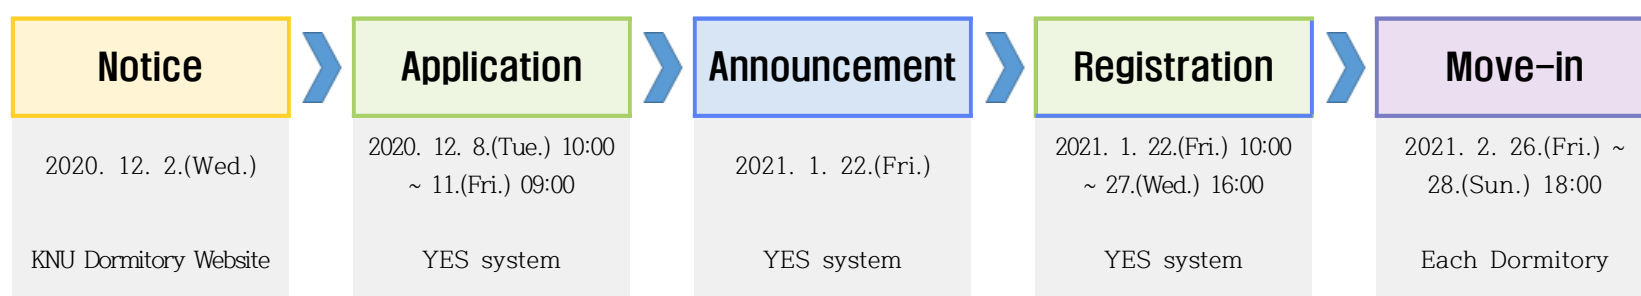 Notice
Application
Announcement
Registration
Move-in
2020. 12. 2.(Wed.)
2020. 12. 8.(Tue.) 10:00
~ 11.(Fri.) 09:00
2021. 1. 22.(Fri.)
2021. 1. 22.(Fri.) 10:00
~ 27.(Wed.) 16:00
2021. 2. 26.(Fri.) ~
28.(Sun.) 18:00
KNU Dormitory Website
YES system
YES system
YES system
Each Dormitory